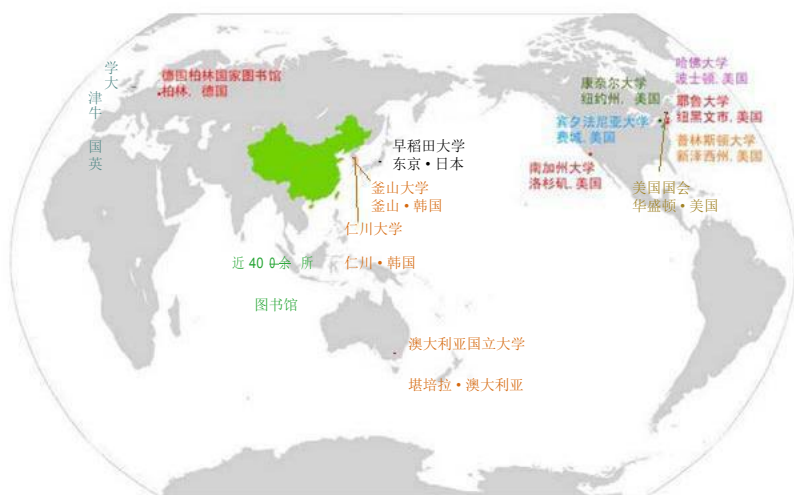 学
大
津
牛
国
英
德国柏林国家图书馆
柏林, 德国
早稻田大学
东京·日本
釜山大学
釜山·韩国
仁川大学
仁川·韩国
近 40 0余 所
图书馆
澳大利亚国立大学
堪培拉·澳大利亚
康奈尔大学
纽约州, 美国
宾夕法尼亚大学
费城, 美国
南加州大学
洛杉矶, 美国
哈佛大学
波士顿, 美国
耶鲁大学
纽黑文市, 美国
普林斯顿大学
新泽西州, 美国
美国国会
华盛顿·美国